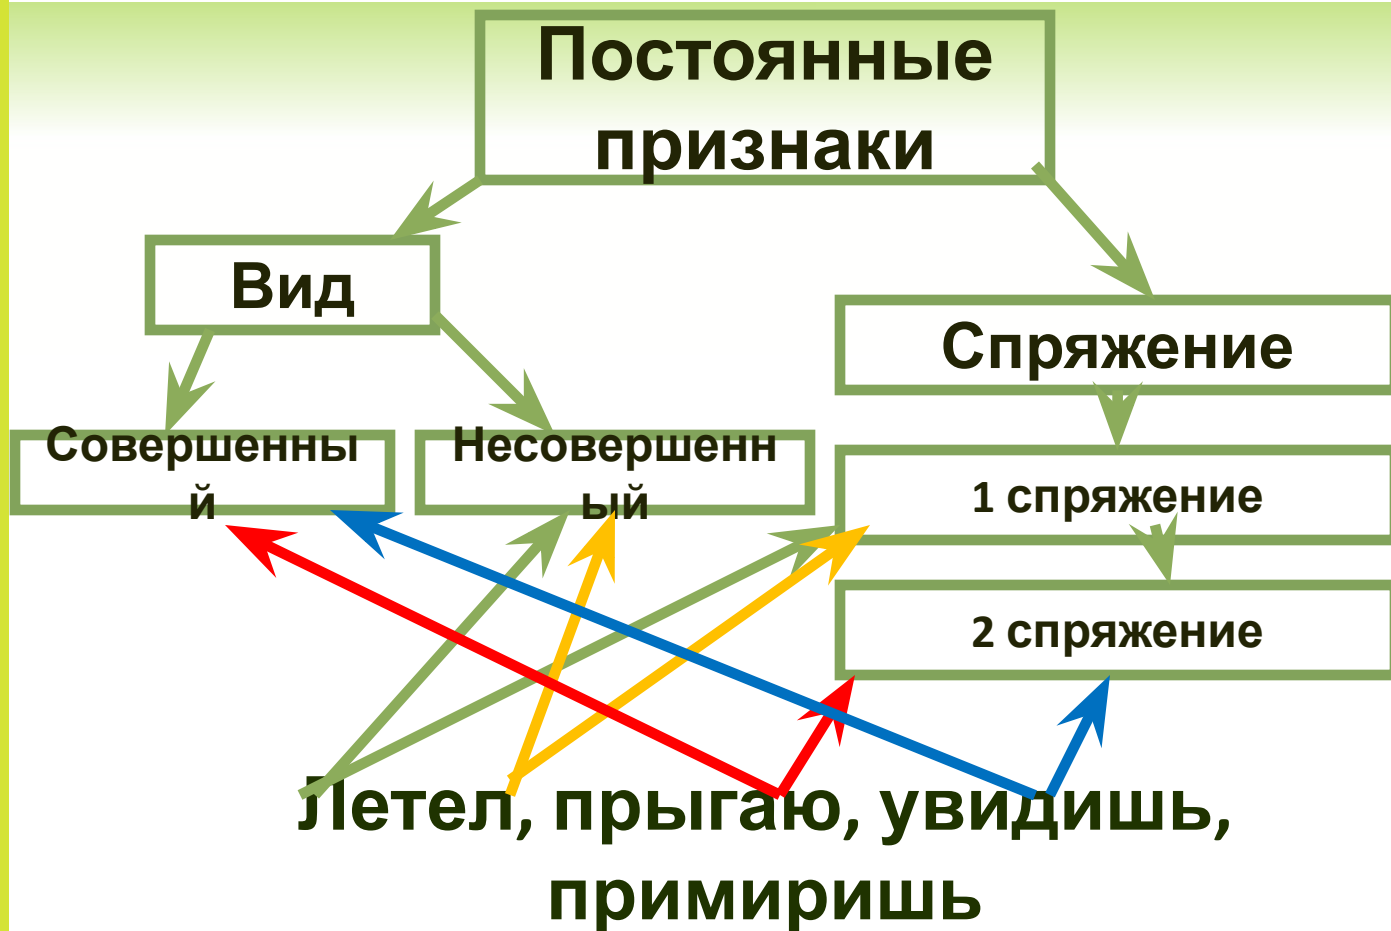 Постоянные
признаки
Вид
Спряжение
Совершенны
й
Несовершенн
ый
1 спряжение
2 спряжение
Летел, прыгаю, увидишь,
примиришь